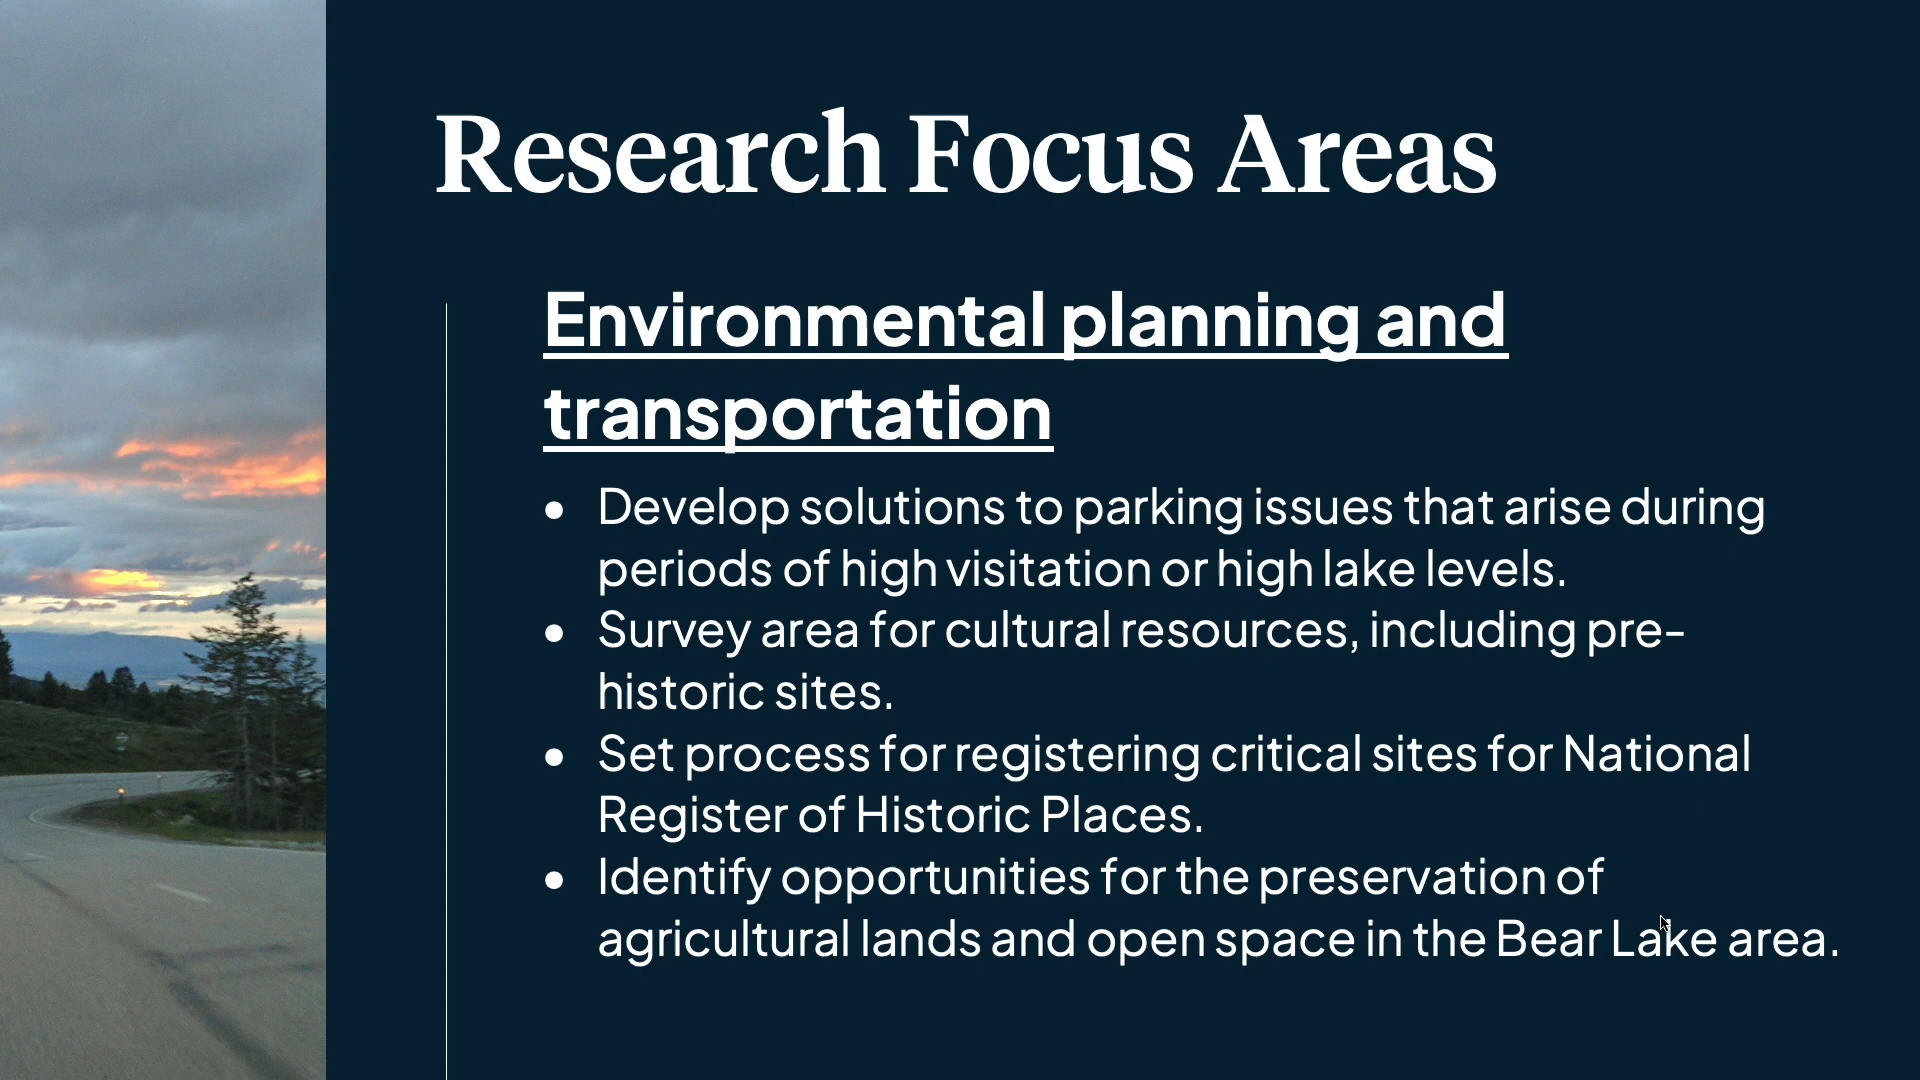 Research Focus Areas
Environmental planning and
transportation
• Develop solutions to parking issues that arise during
periods of high visitation or high lake levels.
• Survey area for cultural resources, including pre-
historic sites.
• Set process for registering critical sites for National
Register of Historic Places.
• Identify opportunities for the preservation of
agricultural lands and open space in the Bear Lake area.